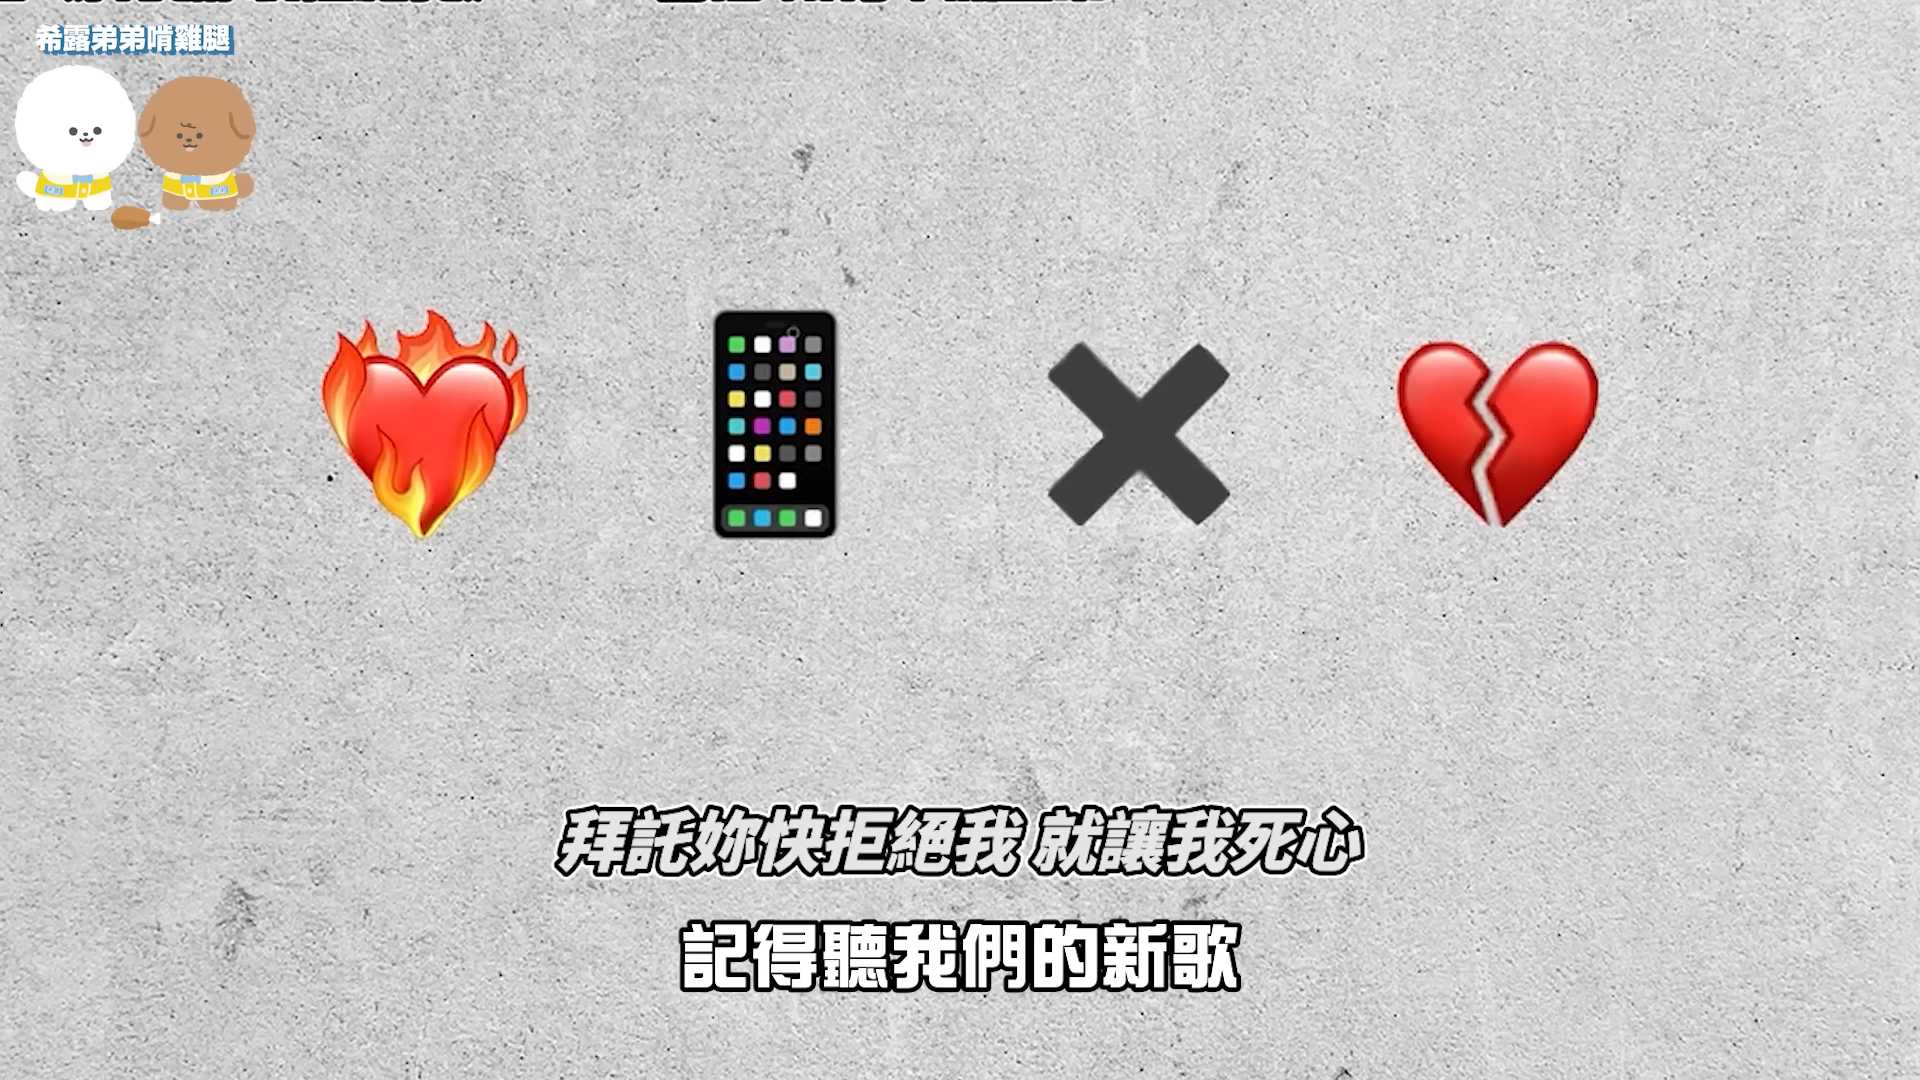 希露弟弟啃雞腿
拜託妳快拒絕我 就讓我死心
記得聽我們的新歌